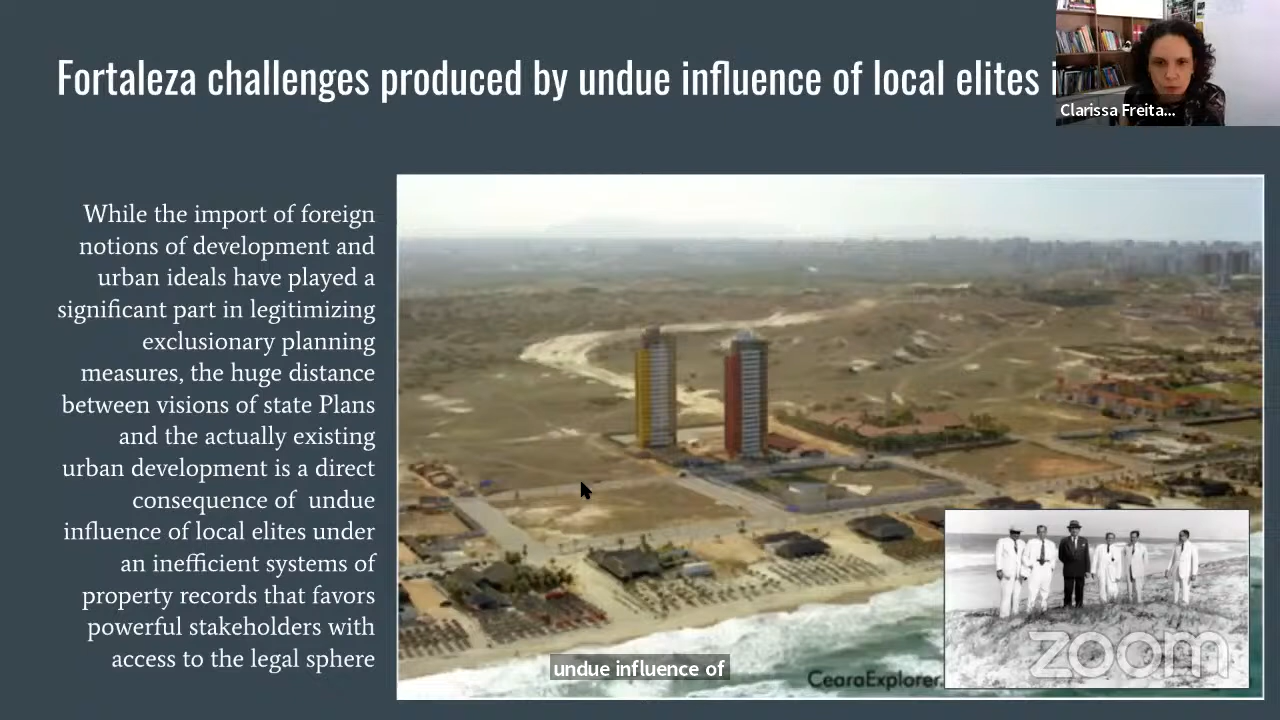 Fortaleza challenges produced by undue influence of local elites
Clarissa Freita...
While the import of foreign
notions of development and
urban ideals have played a
significant part in legitimizing
exclusionary planning
measures, the huge distance
between visions of state Plans
and the actually existing
urban development is a direct
consequence of undue
influence of local elites under
an inefficient systems of
property records that favors
powerful stakeholders with
access to the legal sphere
undue influence of
CearaExplorer.
zoom